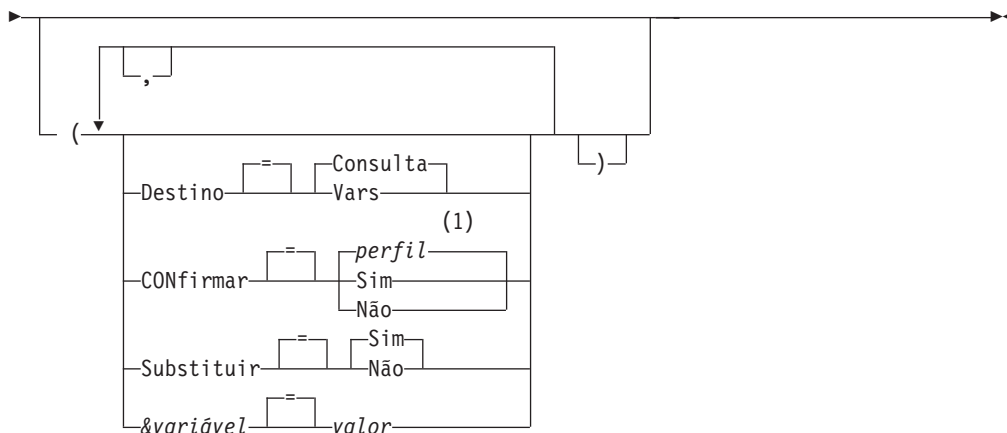 ,
(
)
= Consulta
Destino Vars
(1)
= perfil
CONfirmar Sim
Não
= Sim
Substituir Não
=
&variável valor